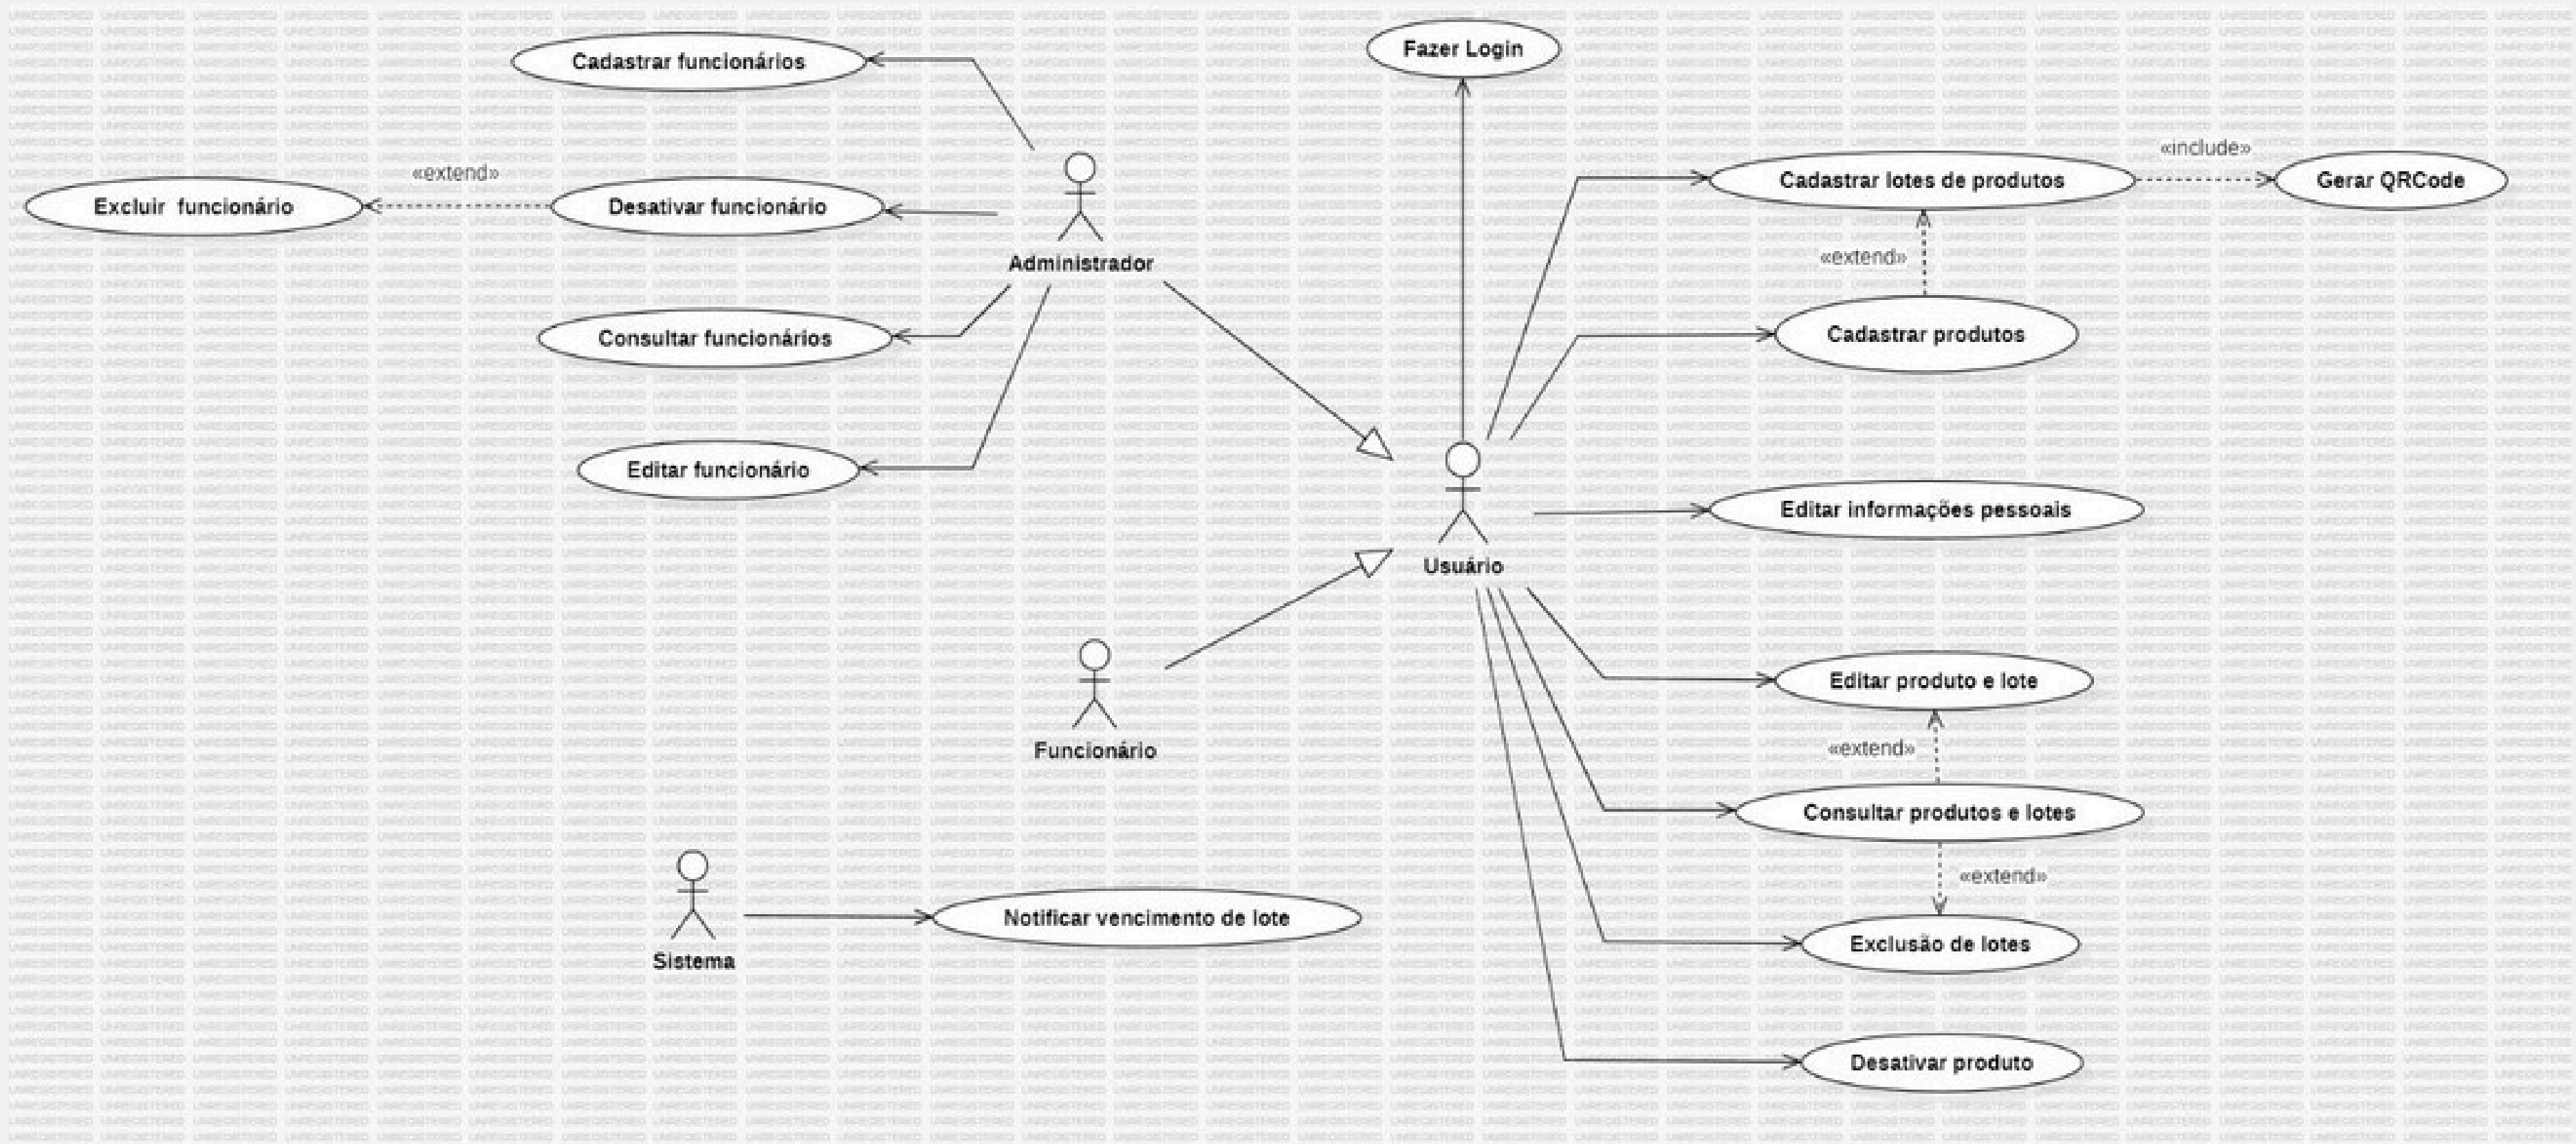 Fazer Login
Cadastrar funcionários
«extend»
Excluir funcionário
Desativar funcionário
Administrador
Consultar funcionários
Editar funcionário
«include»
Cadastrar lotes de produtos
Gerar QRCode
«extend»
Cadastrar produtos
Editar informações pessoais
Usuário
Funcionário
Editar produto e lote
«extend»
Consultar produtos e lotes
«extend»
Exclusão de lotes
Desativar produto
Sistema
Notificar vencimento de lote
UNREGISTERED